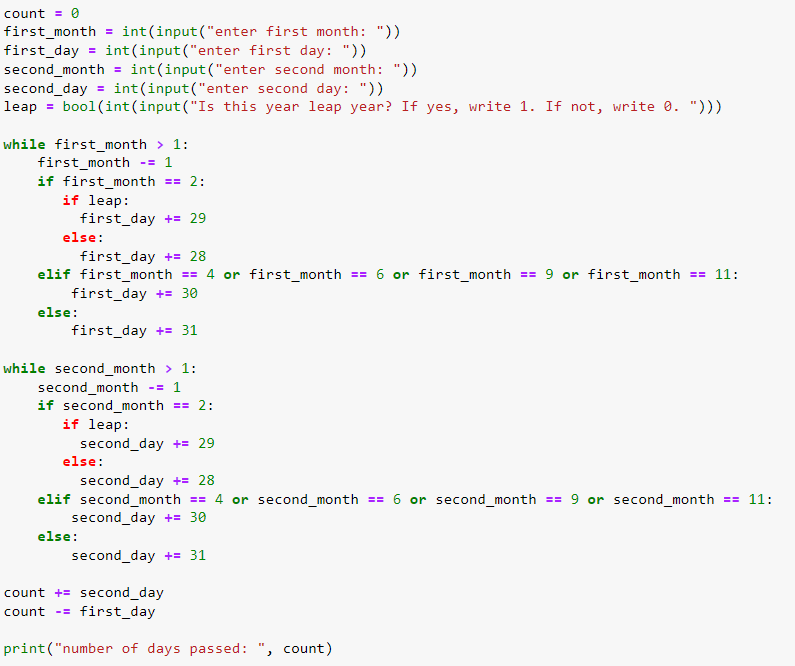 count = 0
first_month = int(input("enter first month: "))
first_day = int(input("enter first day: "))
second_month = int(input("enter second month: "))
second_day = int(input("enter second day: "))
leap = bool(int(input("Is this year leap year? If yes, write 1. If not, write 0. ")))

while first_month > 1:
    first_month -= 1
    if first_month == 2:
       if leap:
         first_day += 29
       else:
         first_day += 28
    elif first_month == 4 or first_month == 6 or first_month == 9 or first_month == 11:
        first_day += 30
    else:
        first_day += 31

while second_month > 1:
    second_month -= 1
    if second_month == 2:
       if leap:
         second_day += 29
       else:
         second_day += 28
    elif second_month == 4 or second_month == 6 or second_month == 9 or second_month == 11:
        second_day += 30
    else:
        second_day += 31

count += second_day
count -= first_day

print("number of days passed: ", count)